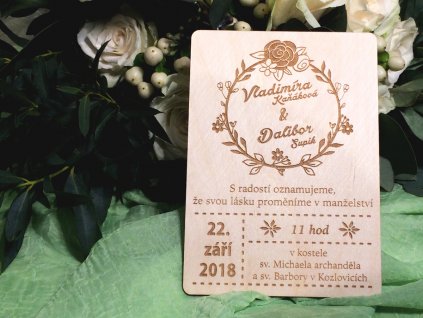 Vladimíra
Kaňáková
&
Dalibor
Supik
S radostí oznamujeme,
že svou lásku proměníme v manželství
22.
září
2018
11 hod
v kostele
sv. Michaela archanděla
a sv. Barbory v Kozlovicích